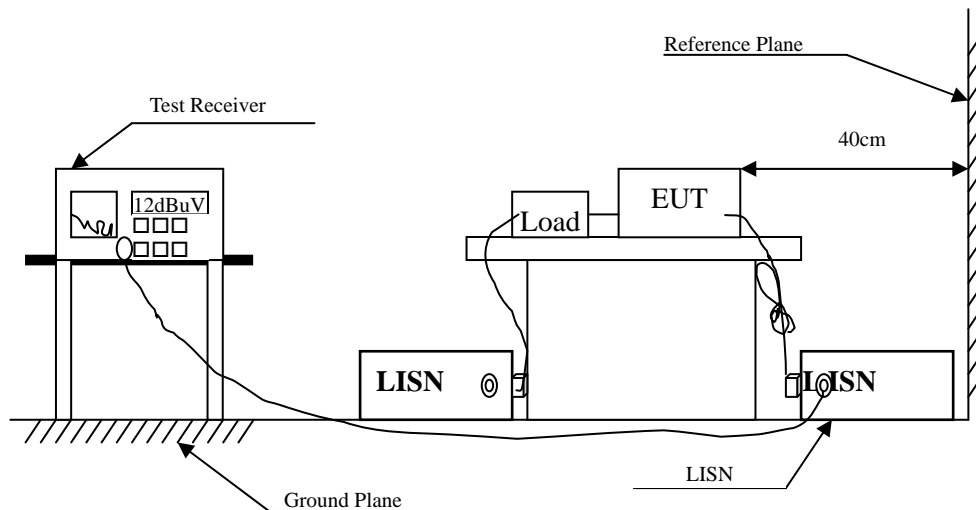 Reference Plane
Test Receiver
40cm
12dBuV
Load
EUT
LISN
LISN
LISN
Ground Plane